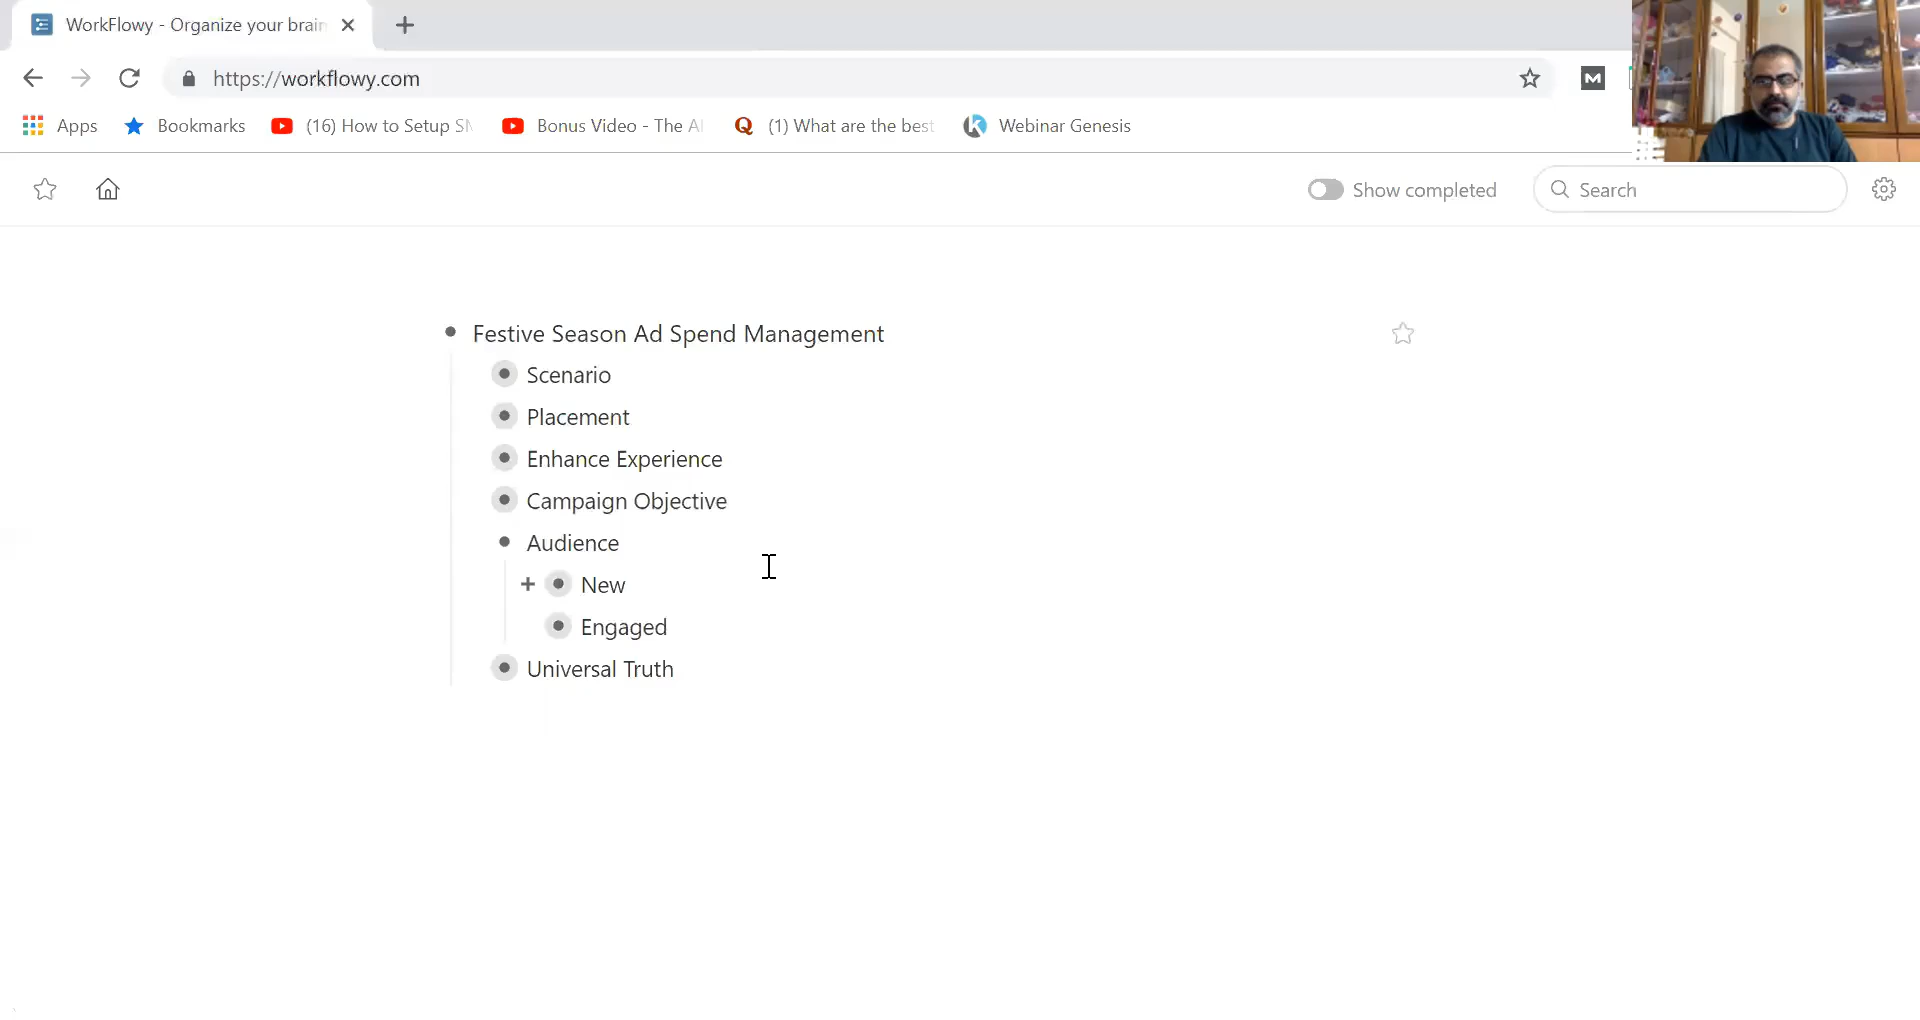 WorkFlowy - Organize your brain
https://workflowy.com
Apps
Bookmarks
(16) How to Setup SM
Bonus Video - The A
(1) What are the best
Webinar Genesis
Show completed
Search
Festive Season Ad Spend Management
Scenario
Placement
Enhance Experience
Campaign Objective
Audience
New
Engaged
Universal Truth